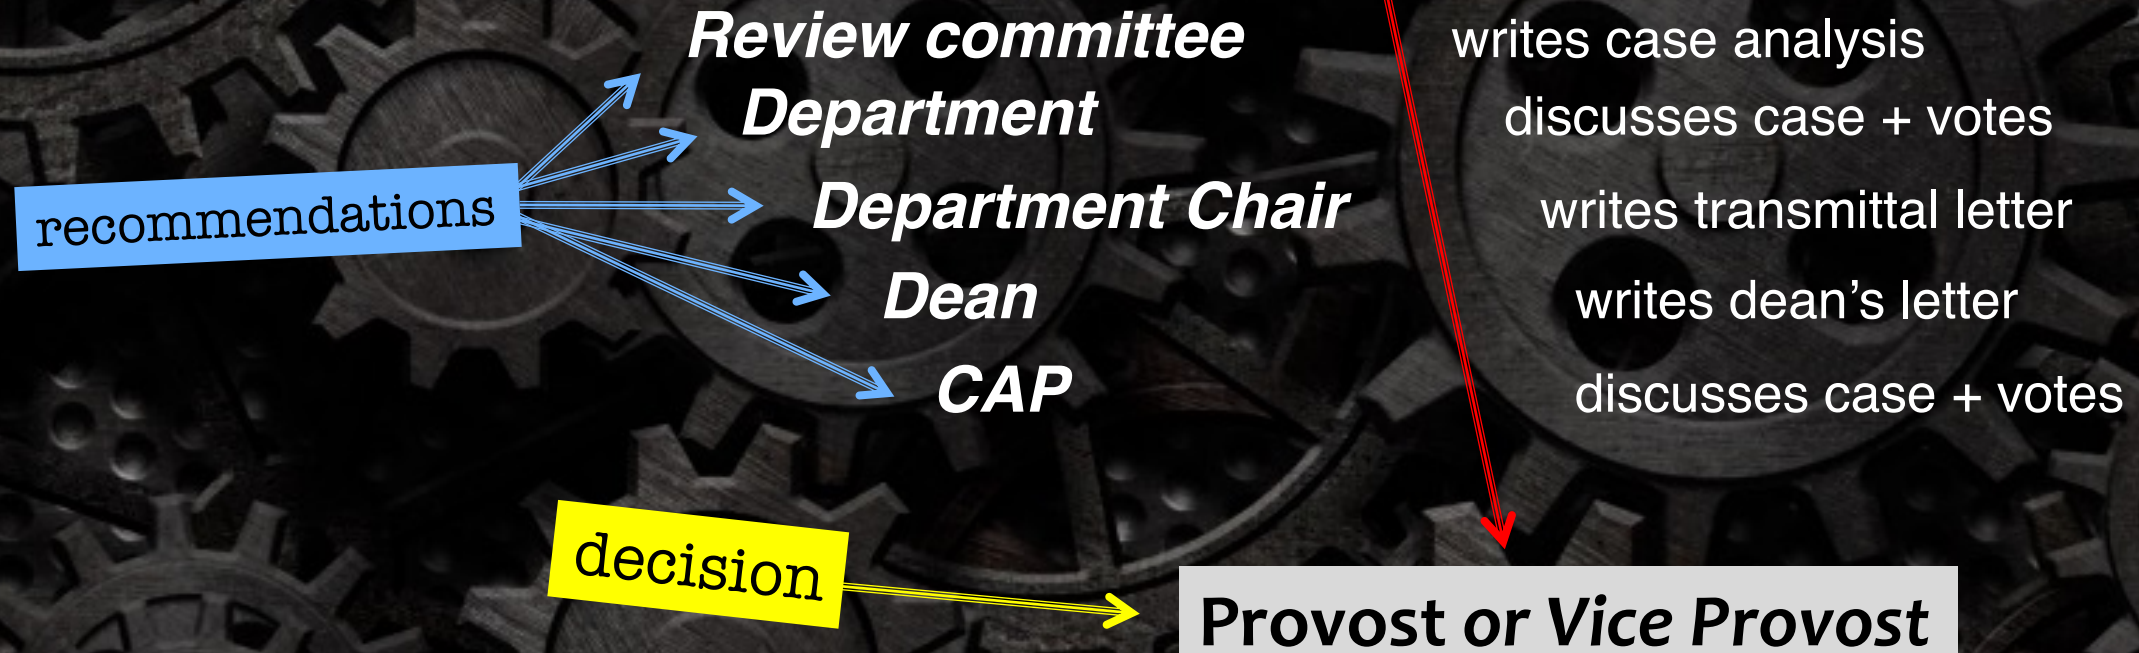 Review committee writes case analysis
Department discusses case + votes
recommendations
Department Chair writes transmittal letter
Dean writes dean’s letter
CAP discusses case + votes
decision
Provost or Vice Provost